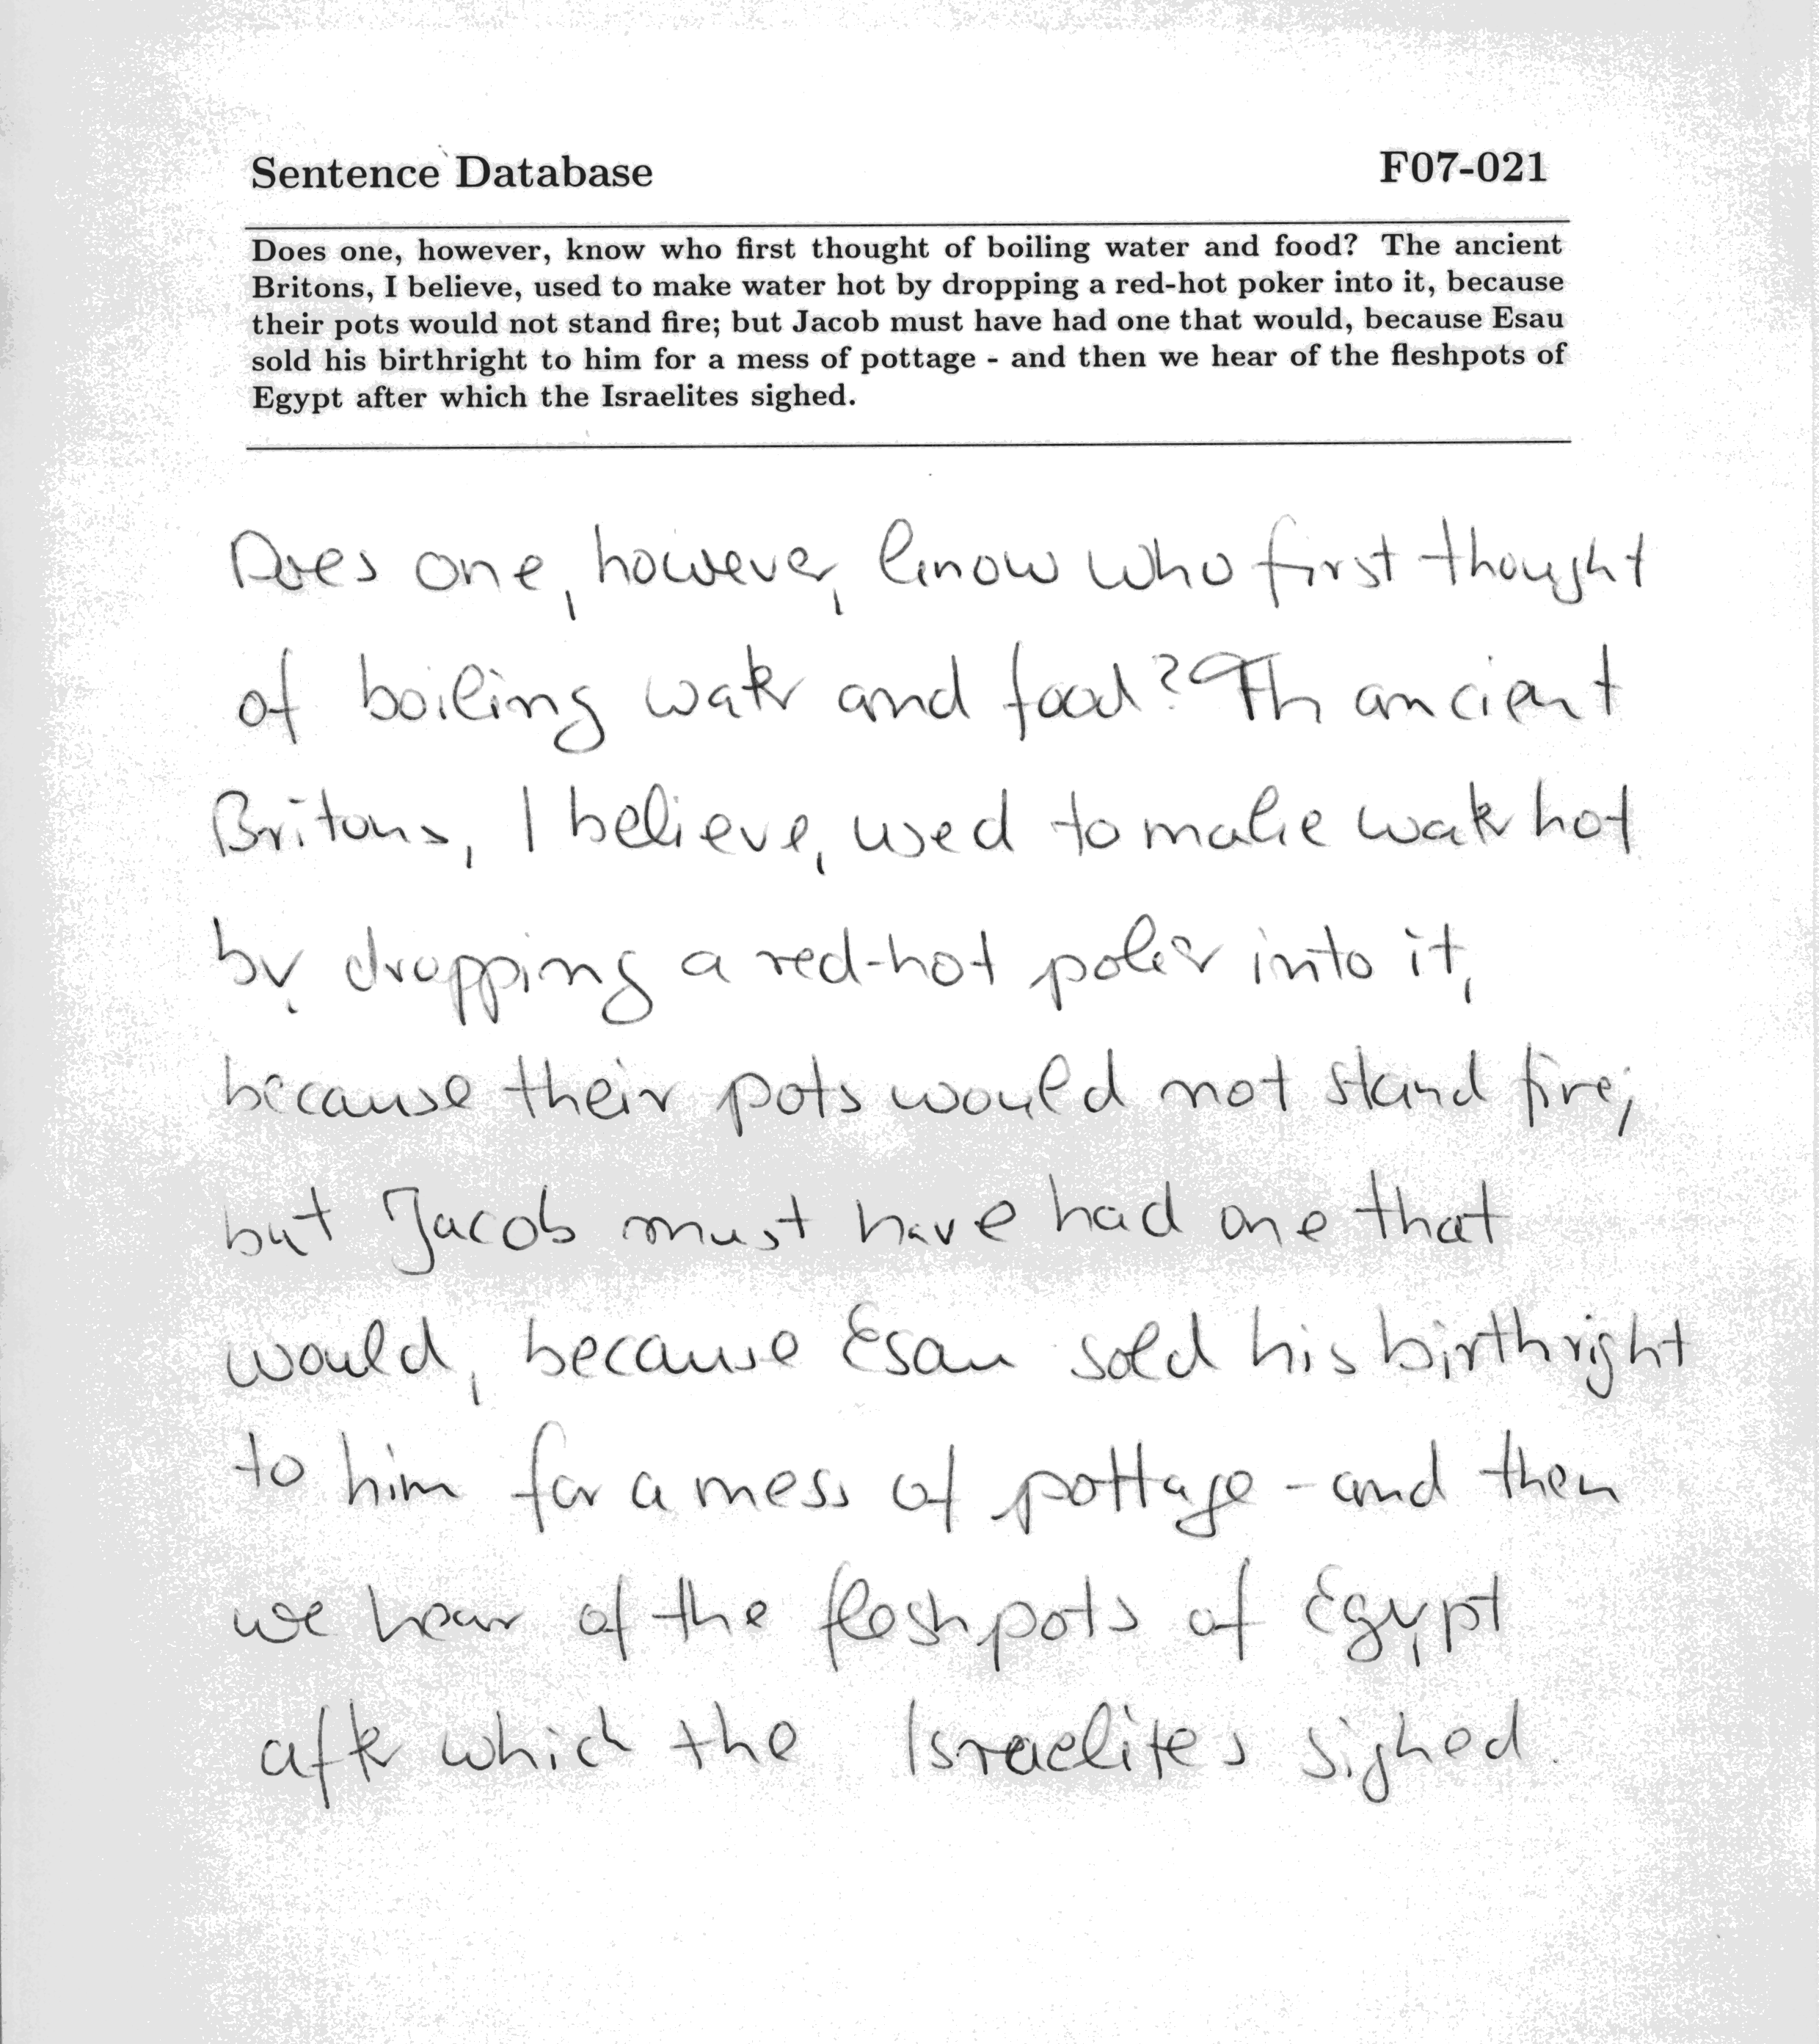 Sentence Database F07-021
Does one, however, know who first thought of boiling water and food? The ancient
Britons, I believe, used to make water hot by dropping a red-hot poker into it, because
their pots would not stand fire; but Jacob must have had one that would, because Esau
sold his birthright to him for a mess of pottage - and then we hear of the fleshpots of
Egypt after which the Israelites sighed.
Does one, however, know who first thought
of boiling water and food? Th ancient
Britons, I believe, used to make water hot
by dropping a red-hot poker into it,
because their pots would not stand fire;
but Jacob must have had one that
would, because Esau sold his birthright
to him for a mess of pottage - and then
we hear of the fleshpots of Egypt
after which the Israelites sighed.